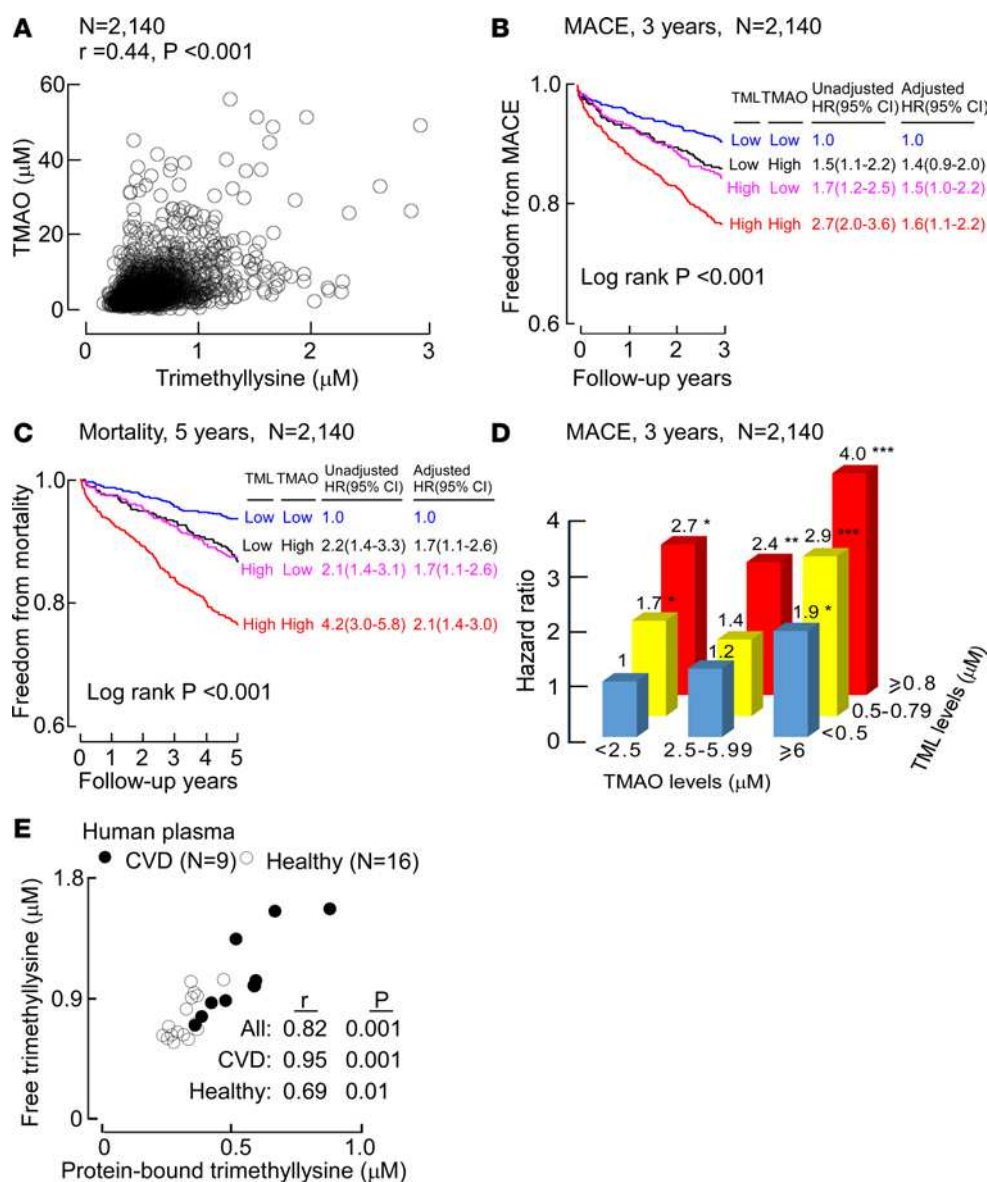 A
N=2,140
r =0.44, P <0.001
TMAO (μM)
60
40
20
0
0 1 2 3
Trimethyllysine (μM)
B
MACE, 3 years, N=2,140
Freedom from MACE
1.0
0.8
0.6
TML TMAO Unadjusted HR(95% CI) Adjusted HR(95% CI)
Low Low 1.0 1.0
Low High 1.5(1.1-2.2) 1.4(0.9-2.0)
High Low 1.7(1.2-2.5) 1.5(1.0-2.2)
High High 2.7(2.0-3.6) 1.6(1.1-2.2)
Log rank P <0.001
0 1 2 3
Follow-up years
C
Mortality, 5 years, N=2,140
Freedom from mortality
1.0
0.8
0.6
TML TMAO Unadjusted HR(95% CI) Adjusted HR(95% CI)
Low Low 1.0 1.0
Low High 2.2(1.4-3.3) 1.7(1.1-2.6)
High Low 2.1(1.4-3.1) 1.7(1.1-2.6)
High High 4.2(3.0-5.8) 2.1(1.4-3.0)
Log rank P <0.001
0 1 2 3 4 5
Follow-up years
D
MACE, 3 years, N=2,140
Hazard ratio
4
3
2
1
0
4.0 ***
2.7 *
2.4 **
2.9 ***
1.7 *
1.4
1.9 *
1
1.2
⩾0.8
0.5-0.79
<0.5
TML levels (μM)
<2.5 2.5-5.99 ⩾6
TMAO levels (μM)
E
Human plasma
CVD (N=9) Healthy (N=16)
Free trimethyllysine (μM)
1.8
0.9
0
r P
All: 0.82 0.001
CVD: 0.95 0.001
Healthy: 0.69 0.01
0 0.5 1.0
Protein-bound trimethyllysine (μM)